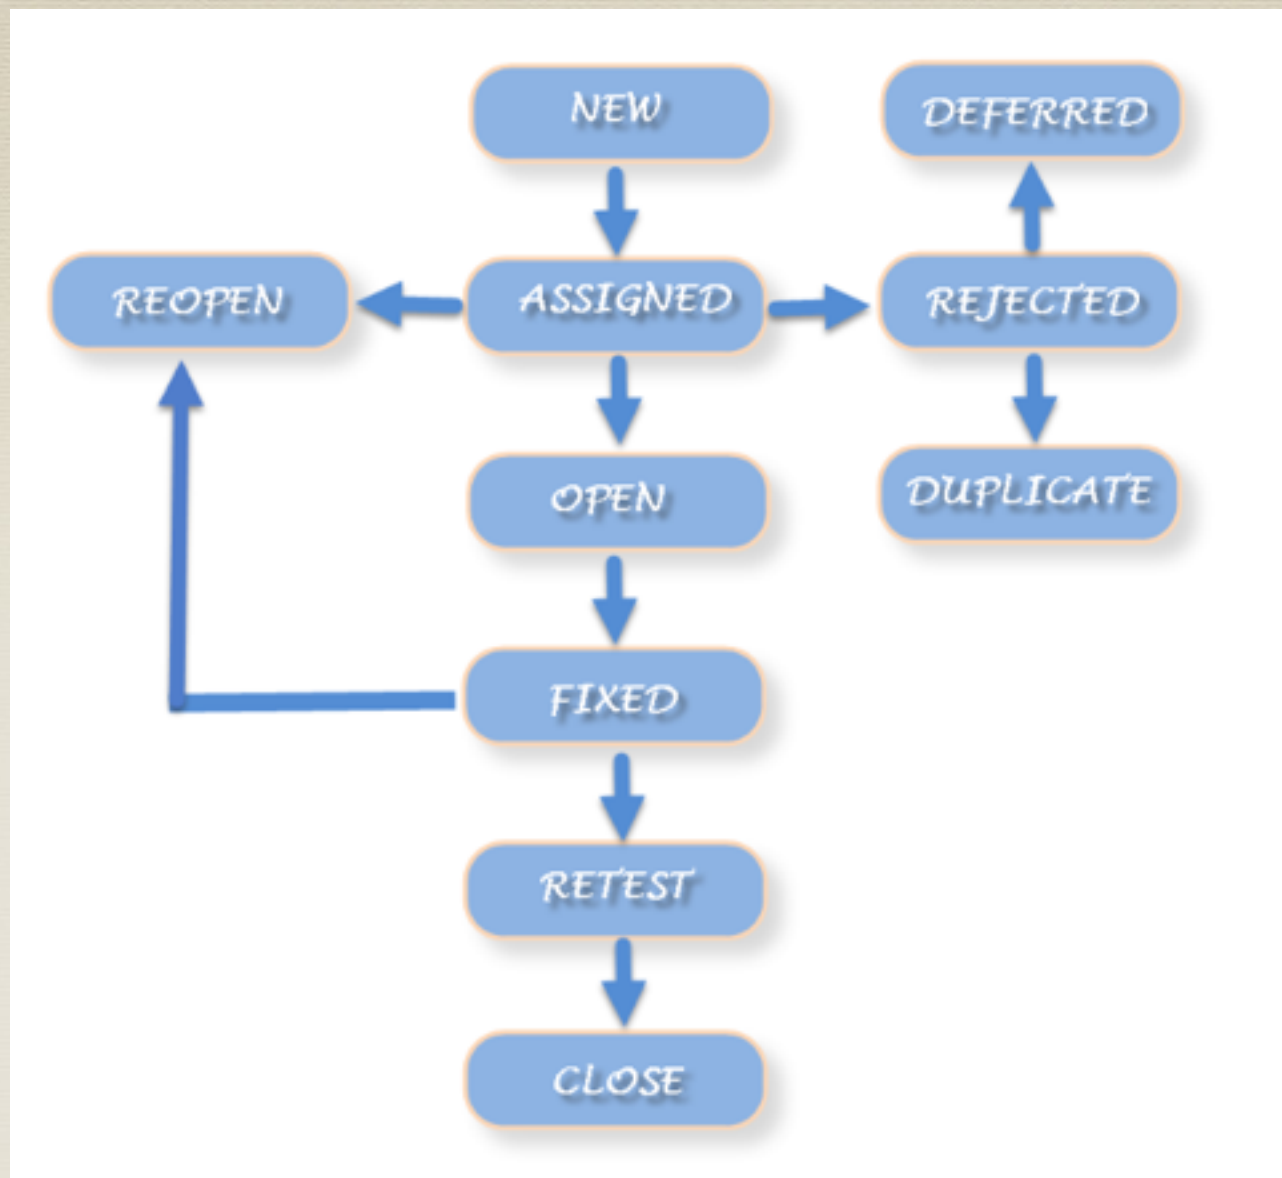 NEW
DEFERRED
REOPEN
ASSIGNED
REJECTED
OPEN
DUPLICATE
FIXED
RETEST
CLOSE